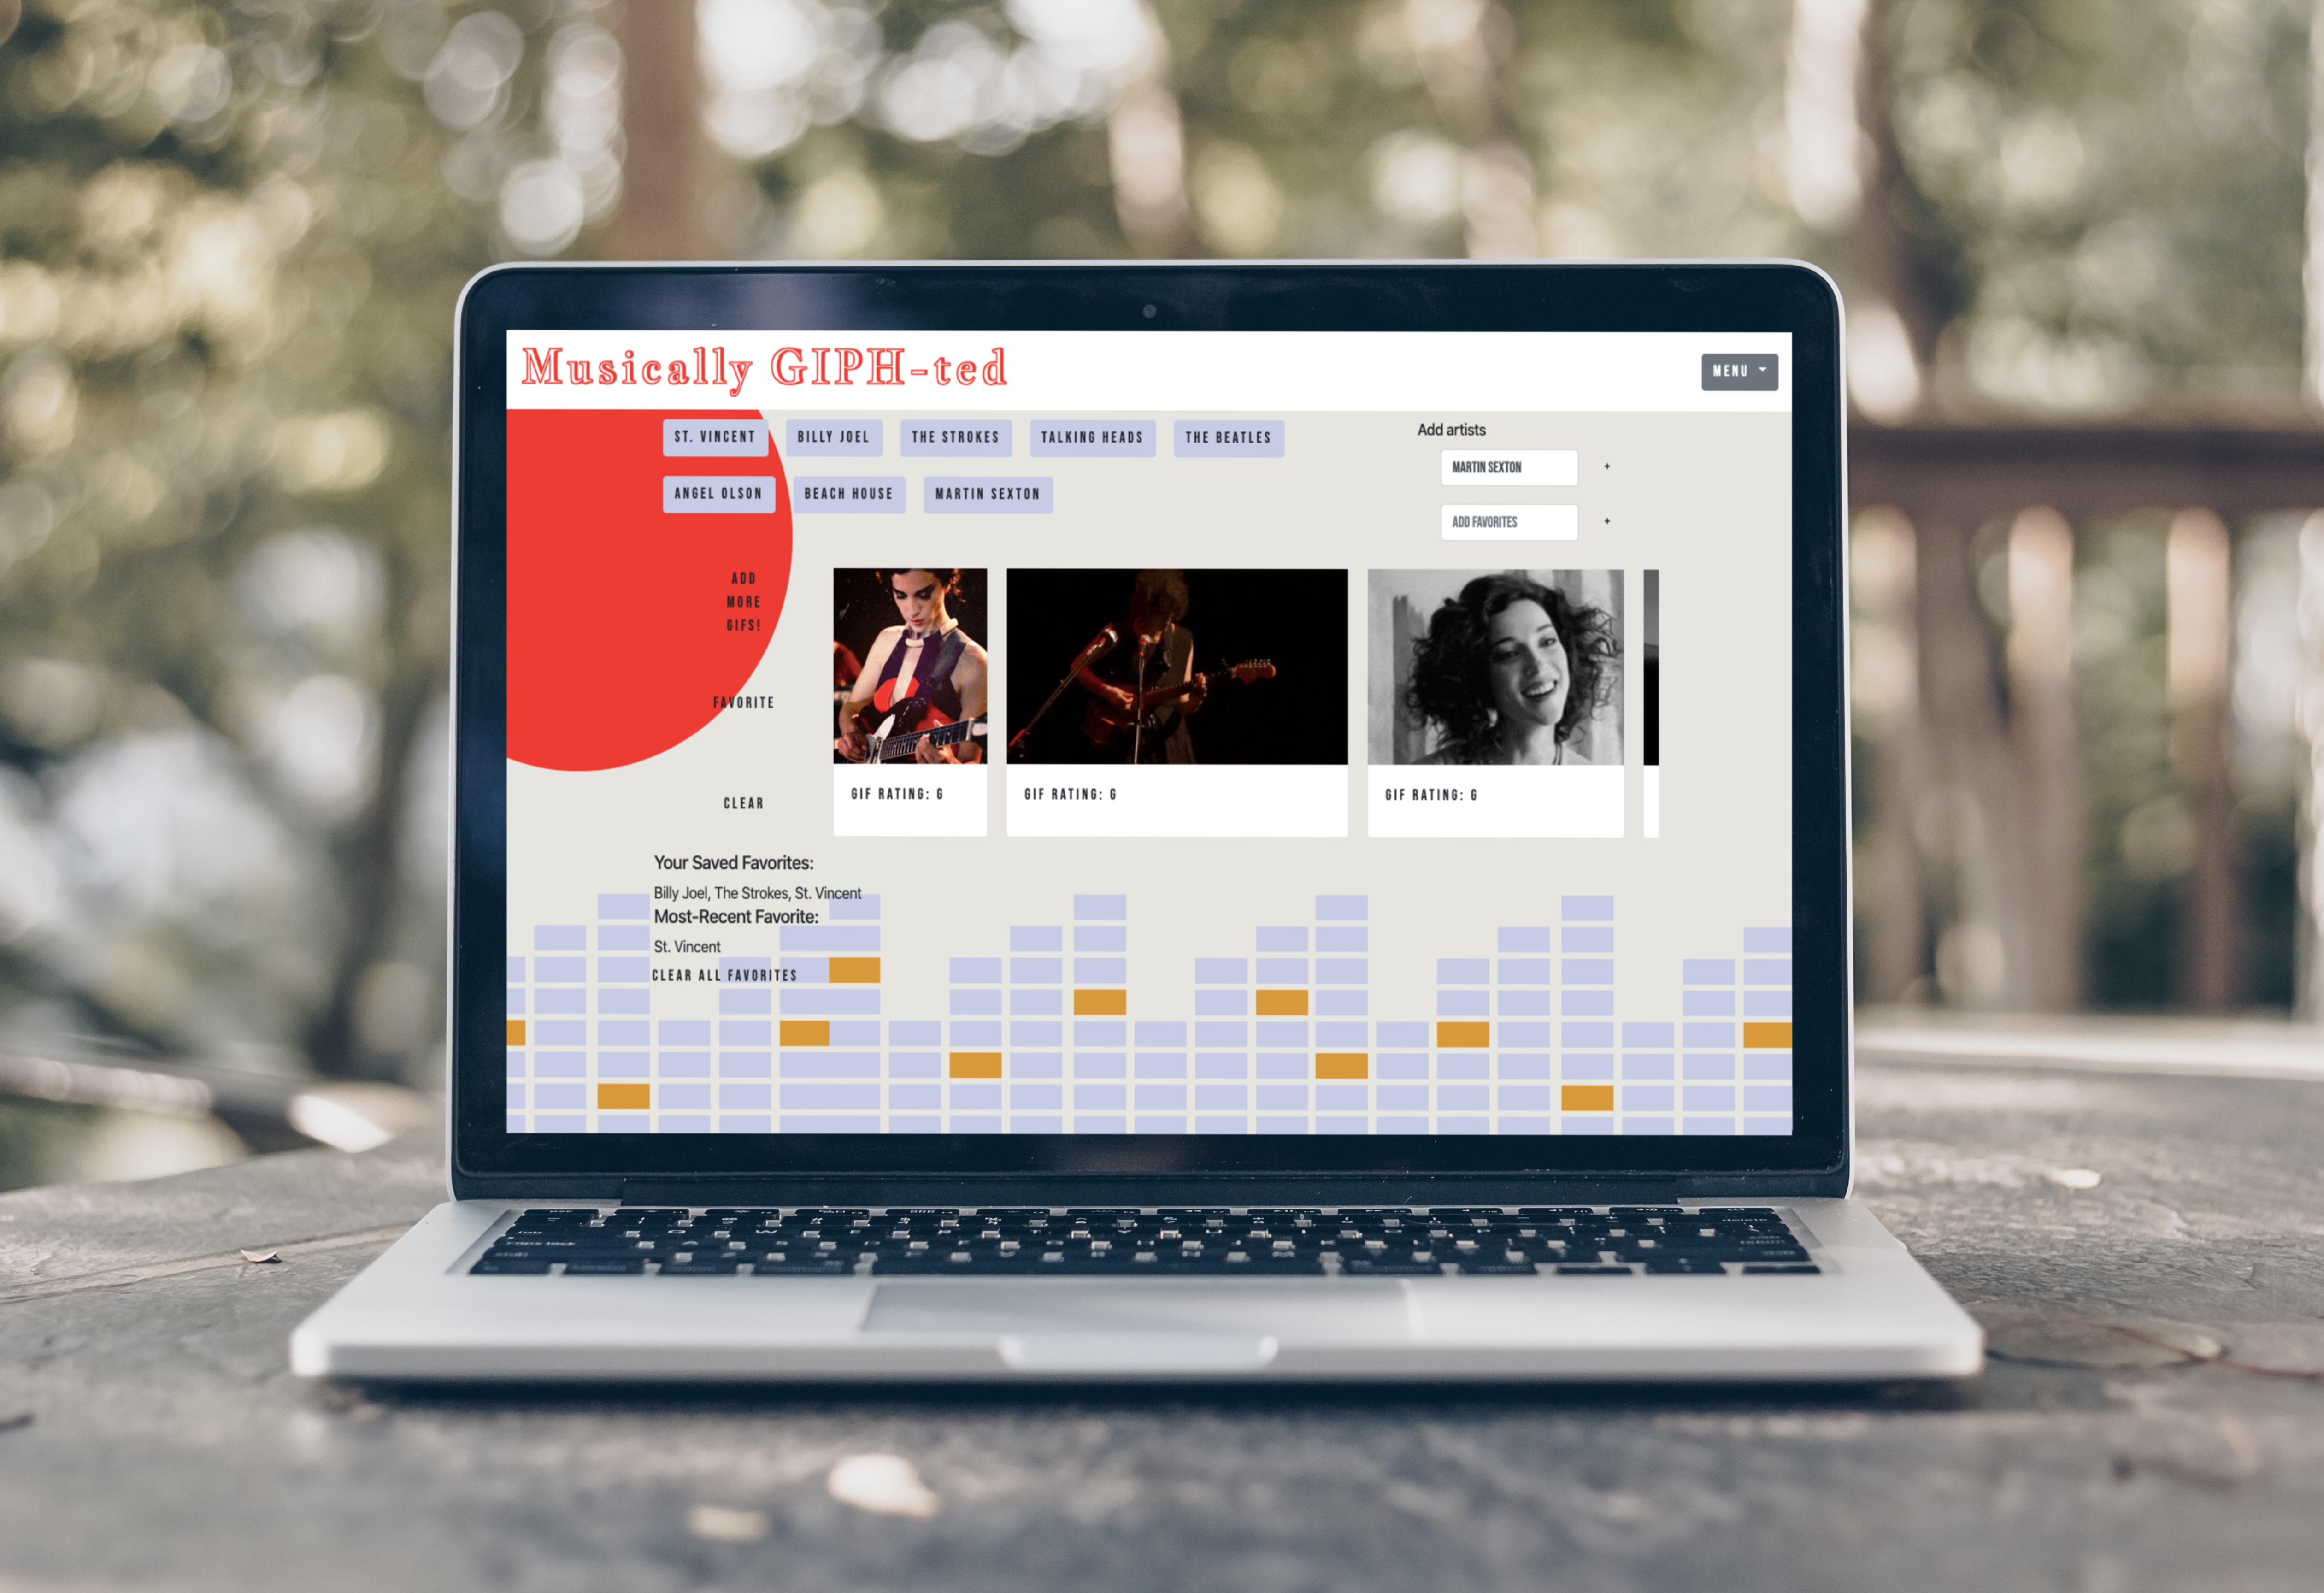 Musically GIPH-ted
MENU
ST. VINCENT
BILLY JOEL
THE STROKES
TALKING HEADS
THE BEATLES
ANGEL OLSON
BEACH HOUSE
MARTIN SEXTON
Add artists
MARTIN SEXTON
+
ADD FAVORITES
+
ADD
MORE
GIFS!
FAVORITE
CLEAR
GIF RATING: G
GIF RATING: G
GIF RATING: G
Your Saved Favorites:
Billy Joel, The Strokes, St. Vincent
Most-Recent Favorite:
St. Vincent
CLEAR ALL FAVORITES